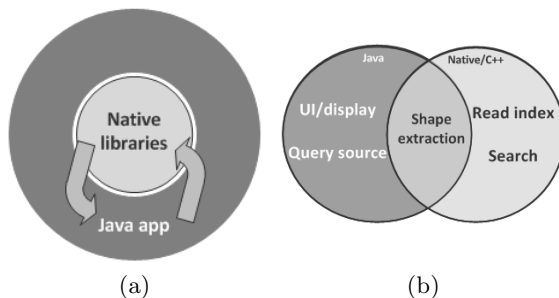 Native
libraries
Java app
(a)
Java
Native/C++
UI/display
Query source
Shape
extraction
Read index
Search
(b)